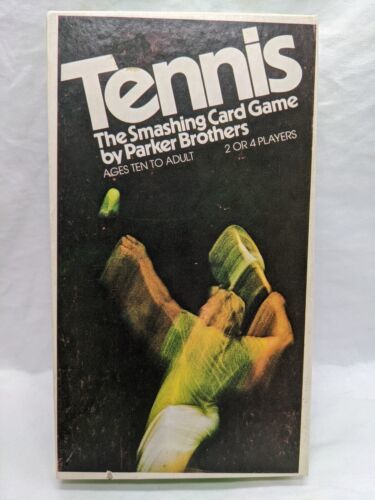 Tennis
The Smashing Card Game
by Parker Brothers
AGES TEN TO ADULT 2 OR 4 PLAYERS